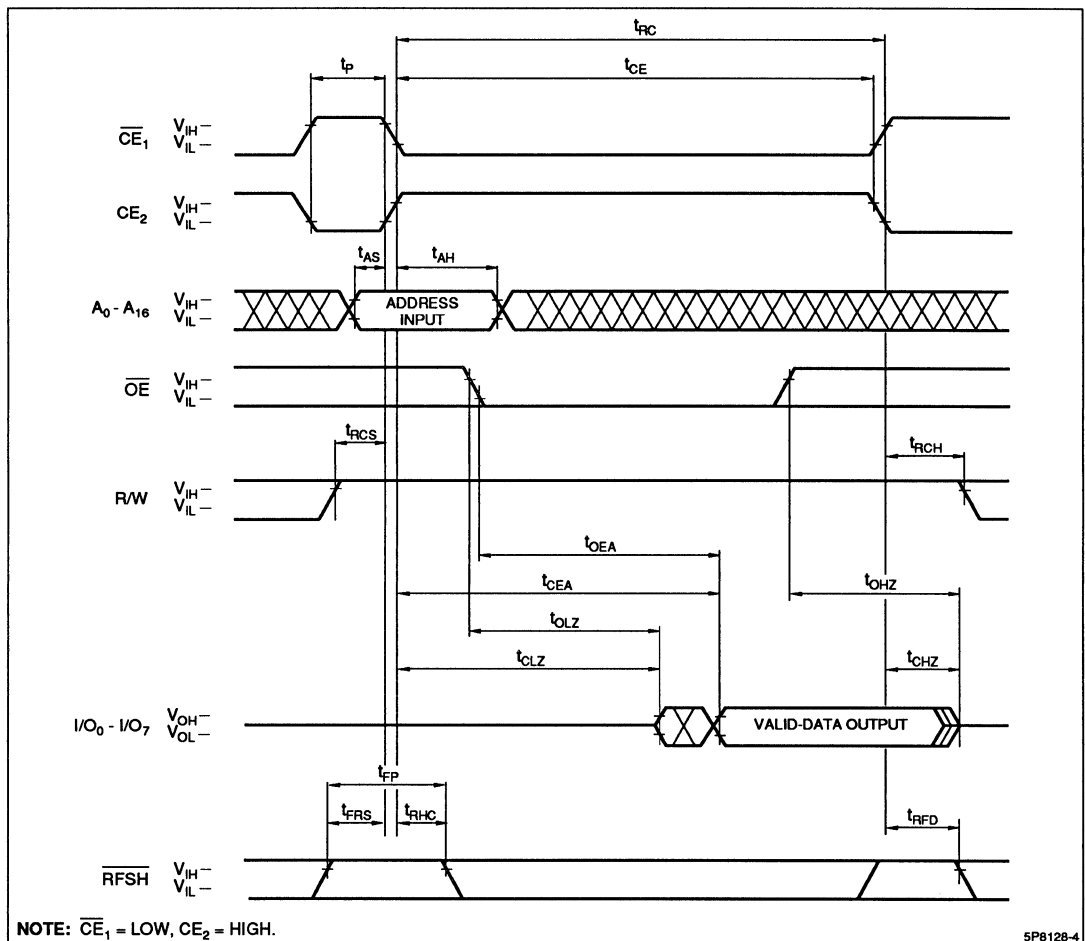 tRC
tCE
tP
CE1 VIH
VIL
CE2 VIH
VIL
tAS tAH
A0 - A16 VIH
VIL
ADDRESS
INPUT
OE VIH
VIL
tRCS
tRCH
R/W VIH
VIL
tOEA
tCEA
tOHZ
tOLZ
tCLZ
tCHZ
I/O0 - I/O7 VOH
VOL
VALID-DATA OUTPUT
tFP
tFRS tRHC
tRFD
RFSH VIH
VIL
NOTE: CE1 = LOW, CE2 = HIGH.
5P8128-4